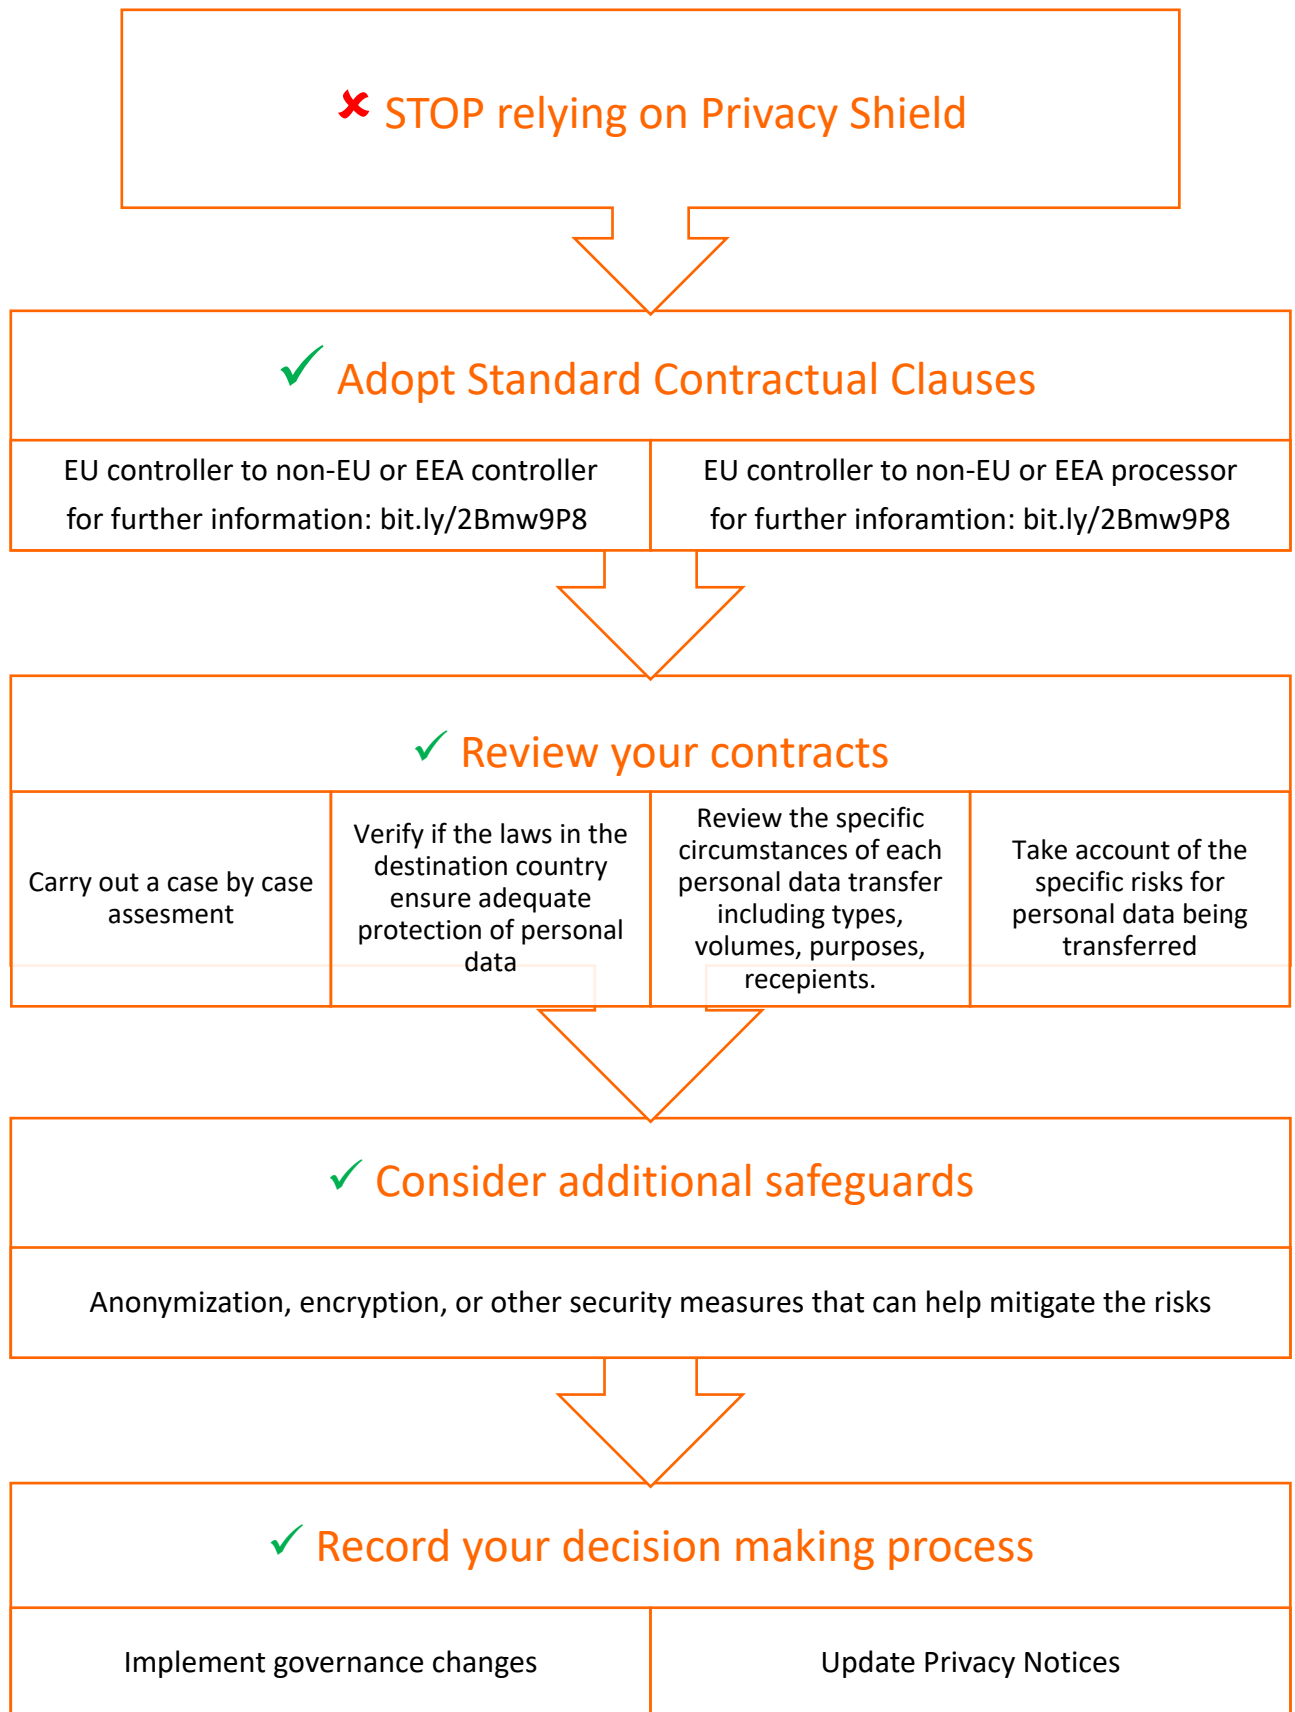 ✘ STOP relying on Privacy Shield
✓ Adopt Standard Contractual Clauses
EU controller to non-EU or EEA controller
for further information: bit.ly/2Bmw9P8
EU controller to non-EU or EEA processor
for further inforamtion: bit.ly/2Bmw9P8
✓ Review your contracts
Carry out a case by case
assesment
Verify if the laws in the
destination country
ensure adequate
protection of personal
data
Review the specific
circumstances of each
personal data transfer
including types,
volumes, purposes,
recepients.
Take account of the
specific risks for
personal data being
transferred
✓ Consider additional safeguards
Anonymization, encryption, or other security measures that can help mitigate the risks
✓ Record your decision making process
Implement governance changes
Update Privacy Notices